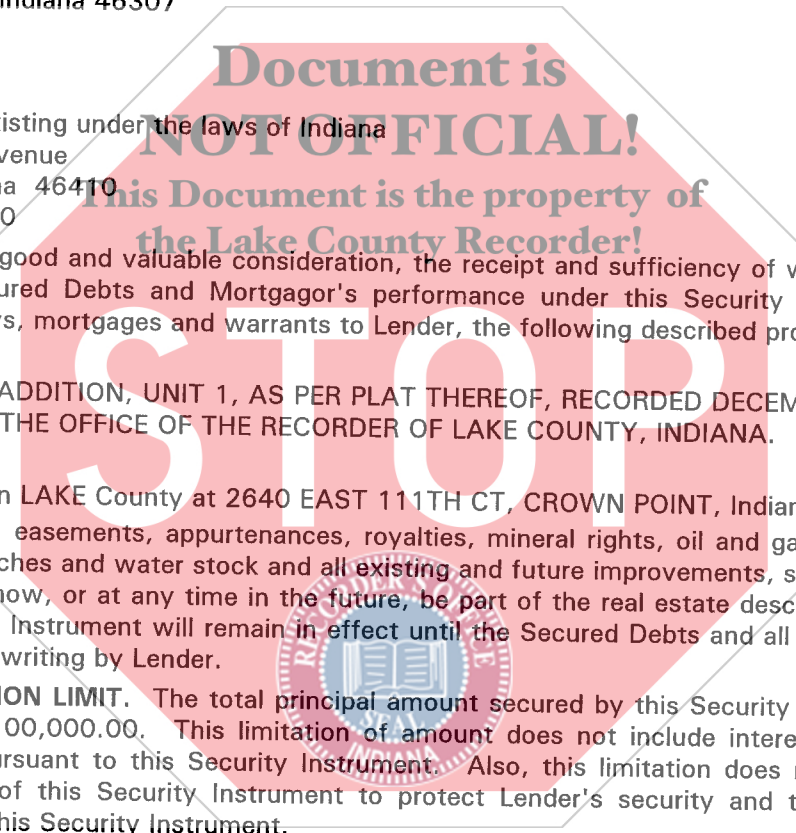 Indiana 46307
Document is
isting under the laws of Indiana
NOT OFFICIAL!
venue
a 46410
This Document is the property of
0
the Lake County Recorder!
good and valuable consideration, the receipt and sufficiency of w
ured Debts and Mortgagor's performance under this Security
s, mortgages and warrants to Lender, the following described pro
STOP
ADDITION, UNIT 1, AS PER PLAT THEREOF, RECORDED DECEM
THE OFFICE OF THE RECORDER OF LAKE COUNTY, INDIANA.
n LAKE County at 2640 EAST 111TH CT, CROWN POINT, Indian
easements, appurtenances, royalties, mineral rights, oil and ga
ches and water stock and all existing and future improvements, s
now, or at any time in the future, be part of the real estate desc
Instrument will remain in effect until the Secured Debts and all
writing by Lender.
RECORDER'S OFFICE
SEAL
INDIANA
ION LIMIT. The total principal amount secured by this Security
100,000.00. This limitation of amount does not include intere
ursuant to this Security Instrument. Also, this limitation does
of this Security Instrument to protect Lender's security and t
his Security Instrument.